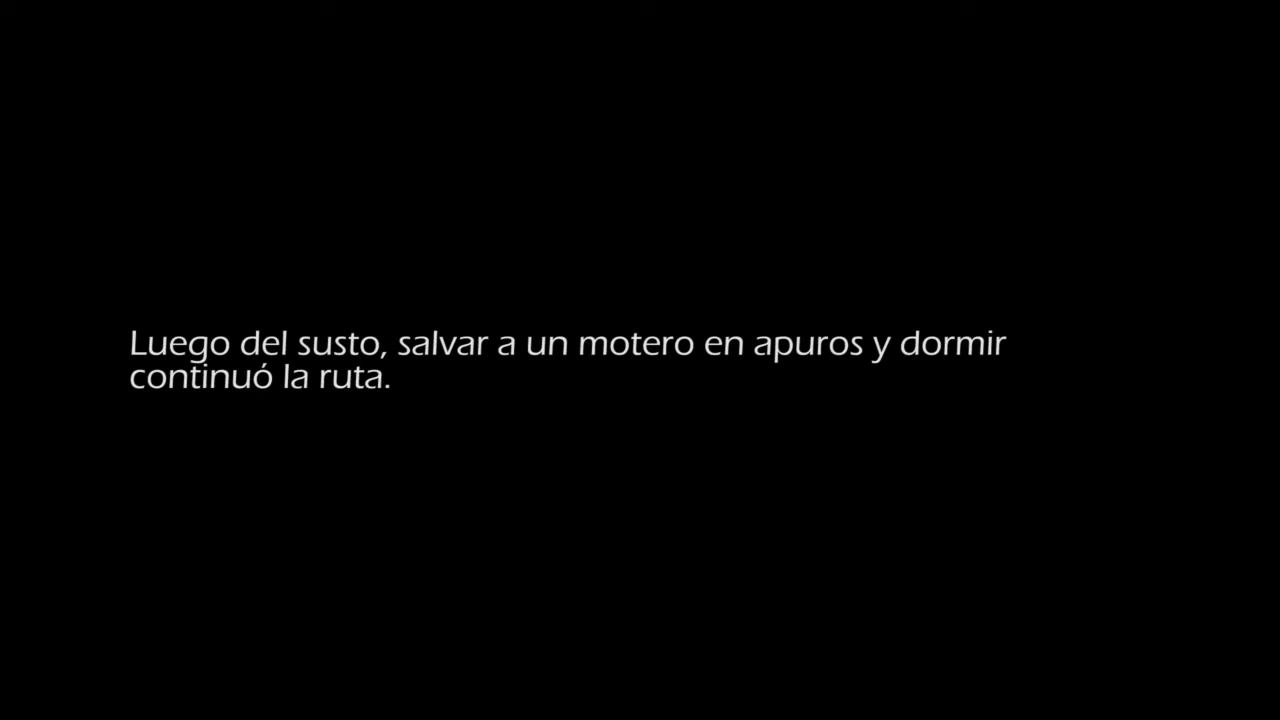 Luego del susto, salvar a un motero en apuros y dormir
continuó la ruta.